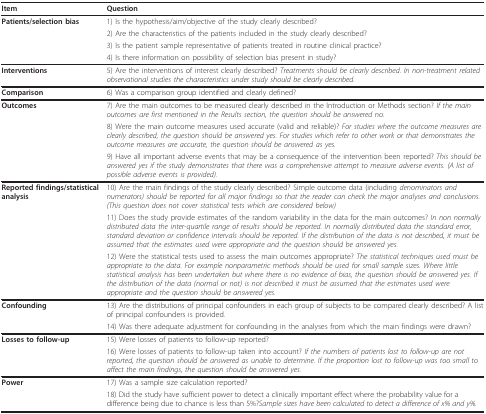 Item Question
Patients/selection bias 1) Is the hypothesis/aim/objective of the study clearly described?
2) Are the characteristics of the patients included in the study clearly described?
3) Is the patient sample representative of patients treated in routine clinical practice?
4) Is there information on possibility of selection bias present in study?
Interventions 5) Are the interventions of interest clearly described? Treatments should be clearly described. In non-treatment related
observational studies the characteristics under study should be clearly described.
Comparison 6) Was a comparison group identified and clearly defined?
Outcomes 7) Are the main outcomes to be measured clearly described in the Introduction or Methods section? If the main
outcomes are first mentioned in the Results section, the question should be answered no.
8) Were the main outcome measures used accurate (valid and reliable)? For studies where the outcome measures are
clearly described, the question should be answered yes. For studies which refer to other work or that demonstrates the
outcome measures are accurate, the question should be answered as yes.
9) Have all important adverse events that may be a consequence of the intervention been reported? This should be
answered yes if the study demonstrates that there was a comprehensive attempt to measure adverse events. (A list of
possible adverse events is provided).
Reported findings/statistical 10) Are the main findings of the study clearly described? Simple outcome data (including denominators and
analysis numerators) should be reported for all major findings so that the reader can check the major analyses and conclusions.
(This question does not cover statistical tests which are considered below)
11) Does the study provide estimates of the random variability in the data for the main outcomes? In non normally
distributed data the inter-quartile range of results should be reported. In normally distributed data the standard error,
standard deviation or confidence intervals should be reported. If the distribution of the data is not described, it must be
assumed that the estimates used were appropriate and the question should be answered yes.
12) Were the statistical tests used to assess the main outcomes appropriate? The statistical techniques used must be
appropriate to the data. For example nonparametric methods should be used for small sample sizes. Where little
statistical analysis has been undertaken but where there is no evidence of bias, the question should be answered yes. If
the distribution of the data (normal or not) is not described it must be assumed that the estimates used were
appropriate and the question should be answered yes.
Confounding 13) Are the distributions of principal confounders in each group of subjects to be compared clearly described? A list
of principal confounders is provided.
14) Was there adequate adjustment for confounding in the analyses from which the main findings were drawn?
Losses to follow-up 15) Were losses of patients to follow-up reported?
16) Were losses of patients to follow-up taken into account? If the numbers of patients lost to follow-up are not
reported, the question should be answered as unable to determine. If the proportion lost to follow-up was too small to
affect the main findings, the question should be answered yes.
Power 17) Was a sample size calculation reported?
18) Did the study have sufficient power to detect a clinically important effect where the probability value for a
difference being due to chance is less than 5%?Sample sizes have been calculated to detect a difference of x% and y%.